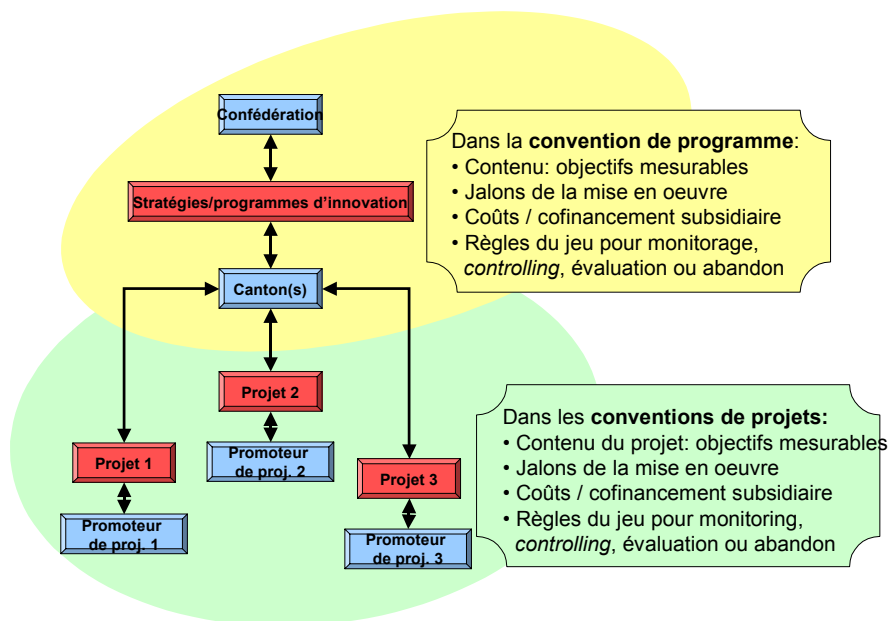 Confédération
Stratégies/programmes d'innovation
Canton(s)
Dans la convention de programme:
• Contenu: objectifs mesurables
• Jalons de la mise en oeuvre
• Coûts / cofinancement subsidiaire
• Règles du jeu pour monitorage,
controlling, évaluation ou abandon
Projet 2
Promoteur
de proj. 2
Projet 1
Promoteur
de proj. 1
Projet 3
Promoteur
de proj. 3
Dans les conventions de projets:
• Contenu du projet: objectifs mesurables
• Jalons de la mise en oeuvre
• Coûts / cofinancement subsidiaire
• Règles du jeu pour monitoring,
controlling, évaluation ou abandon